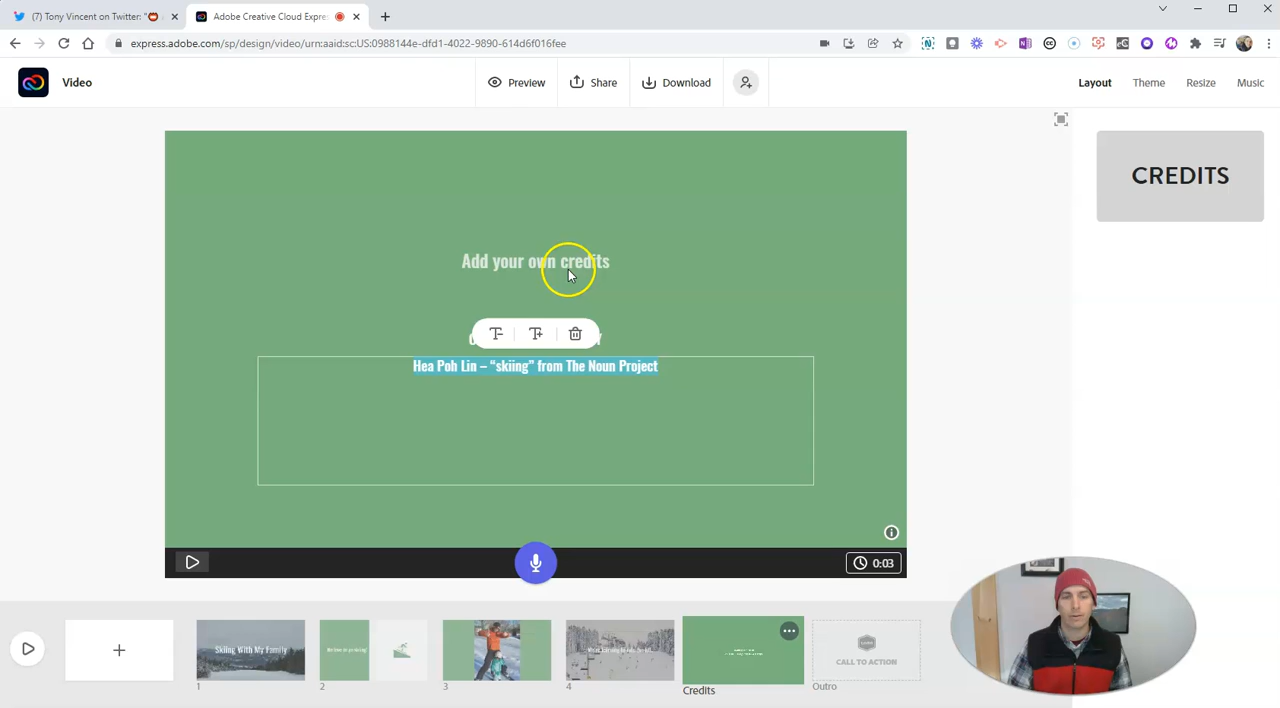 (7) Tony Vincent on Twitter: "
Adobe Creative Cloud Expre
express.adobe.com/sp/design/video/urn:aaid:sc:US:0988144e-dfd1-4022-9890-614d6f016fee
Video
Preview
Share
Download
Layout
Theme
Resize
Music
CREDITS
Add your own credits
Hea Poh Lin – "skiing" from The Noun Project
0:03
Skiing With My Family
CALL TO ACTION
1
2
3
4
Credits
Outro